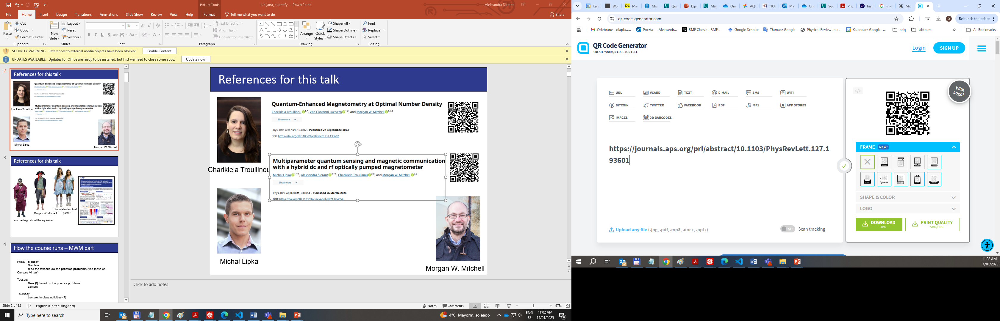 Picture Tools
lubljana_quantify - PowerPoint
Aleksandra Sierant
File Home Insert Design Transitions Animations Slide Show Review View Help Format Tell me what you want to do
Share
Paste
Cut
Copy
Format Painter
Clipboard
New Slide
Layout
Reset
Section
Slides
18
Font
Text Direction
Align Text
Convert to SmartArt
Paragraph
Arrange
Quick Styles
Shape Fill
Shape Outline
Shape Effects
Drawing
Find
Replace
Select
Editing
SECURITY WARNING References to external media objects have been blocked Enable Content
UPDATES AVAILABLE Updates for Office are ready to be installed, but first we need to close some apps. Update now
2
References for this talk
Quantum-Enhanced Magnetometry at Optimal Number Density
Charikleia Troullinou
Multiparameter quantum sensing and magnetic communication
with a hybrid dc and rf optically pumped magnetometer
Michał Lipka
Morgan W. Mitchell
3
References for this talk
Morgan W. Mitchell
Diana Mendez Avalo
poster
ask Santiago about the squeezer
4
How the course runs – MWM part
Friday - Monday
No class
read the text and do the practice problems (find these on
Campus Virtual)
Tuesday
Quiz (!) based on the practice problems
Lecture
Thursday
Lecture, in class activities (?)
References for this talk
Quantum-Enhanced Magnetometry at Optimal Number Density
Charikleia Troullinou 1,*, Vito Giovanni Lucivero 1,2, and Morgan W. Mitchell 1,3,†
Show more
Phys. Rev. Lett. 131, 133602 – Published 27 September, 2023
DOI: https://doi.org/10.1103/PhysRevLett.131.133602
Charikleia Troullinou
Multiparameter quantum sensing and magnetic communication
with a hybrid dc and rf optically pumped magnetometer
Michał Lipka 1,*,§, Aleksandra Sierant 2,†,§, Charikleia Troullinou 2,‡, and Morgan W. Mitchell 3,2
Show more
Phys. Rev. Applied 21, 034054 – Published 26 March, 2024
DOI: https://doi.org/10.1103/PhysRevApplied.21.034054
Michał Lipka
Morgan W. Mitchell
Click to add notes
Slide 2 of 62 English (United Kingdom)
Notes Comments 97%
Type here to search
4°C Mayorm. soleado
ENG
ES
11:02 AM
14/01/2025
4
qr-code-generator.com
Relaunch to update
Odebrane - olaplaw...
Poczta — Aleksandr...
RMF Classic - RMF...
Google Scholar
Tłumacz Google
Physical Review Jou...
Kalendarz Google -...
adq
labtours
All Bookmarks
QR Code Generator
CREATE YOUR QR CODE FOR FREE
Login
SIGN UP
URL VCARD TEXT E-MAIL SMS WIFI
BITCOIN TWITTER FACEBOOK PDF MP3 APP STORES
IMAGES 2D BARCODES
https://journals.aps.org/prl/abstract/10.1103/PhysRevLett.127.1
93601
Upload any file (.jpg, .pdf, .mp3, .docx, .pptx)
OFF Scan tracking
With
Logo?
FRAME NEW!
SHAPE & COLOR
LOGO
DOWNLOAD
.JPG
PRINT QUALITY
SVG/EPS
11:02 AM
14/01/2025